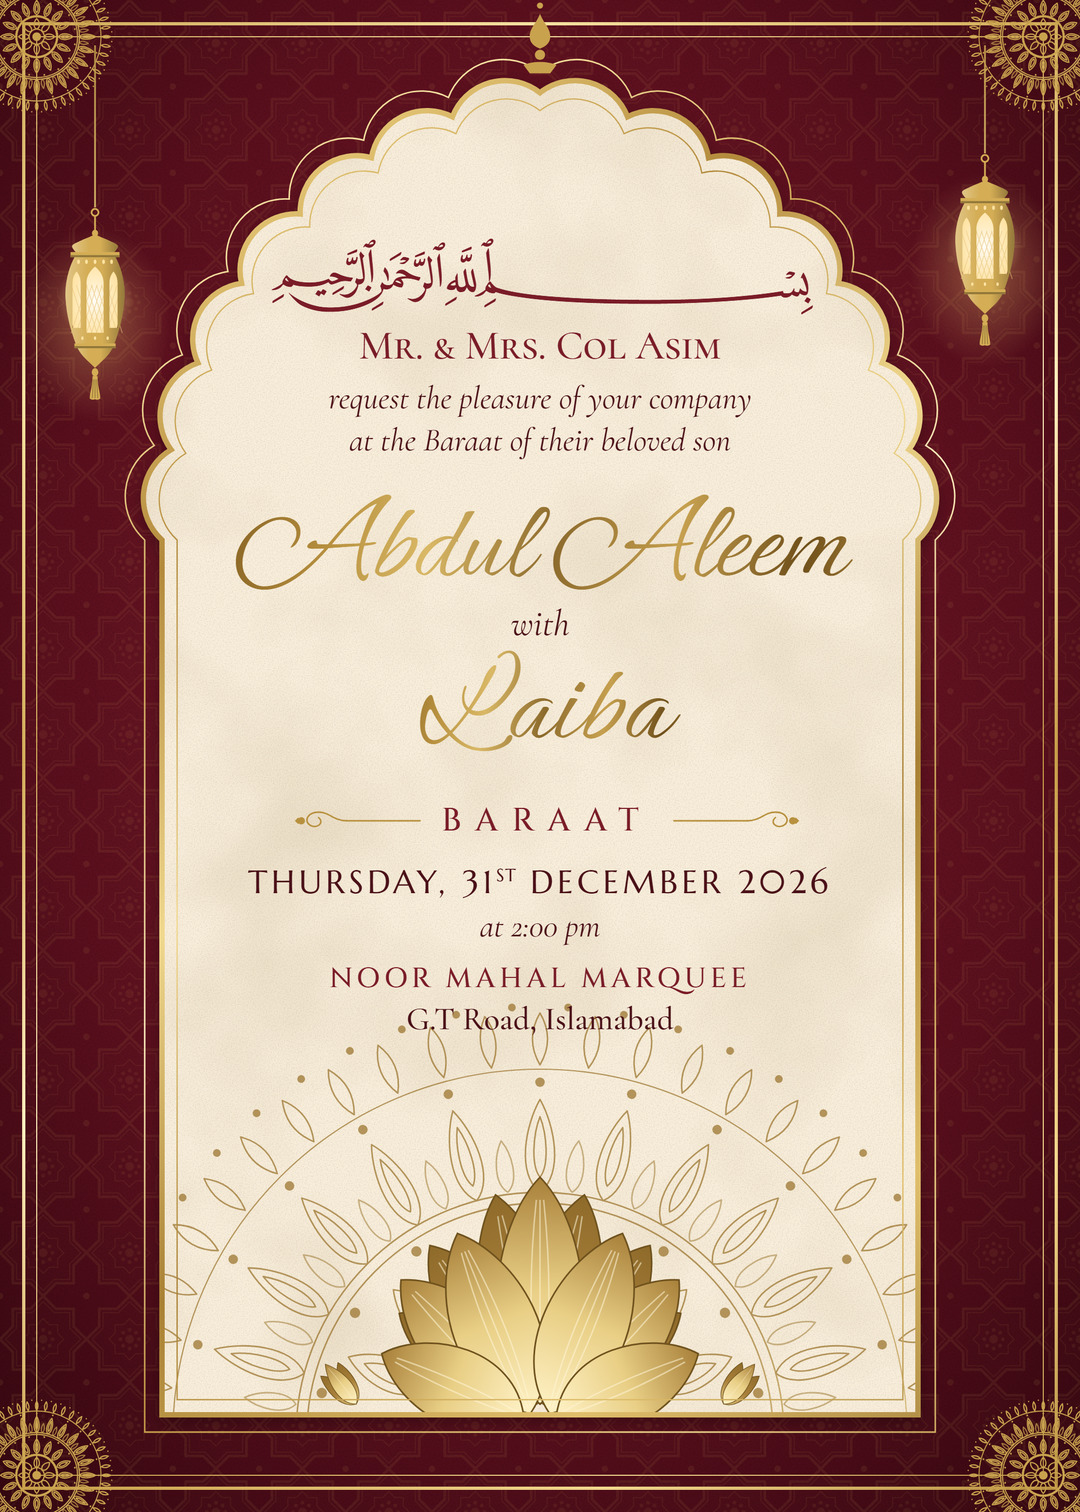 بِسْمِ اللَّهِ الرَّحْمَٰنِ الرَّحِيمِ
Mr. & Mrs. Col Asim
request the pleasure of your company
at the Baraat of their beloved son
Abdul Aleem
with
Laiba
BARAAT
THURSDAY, 31ST DECEMBER 2026
at 2:00 pm
NOOR MAHAL MARQUEE
G.T Road, Islamabad